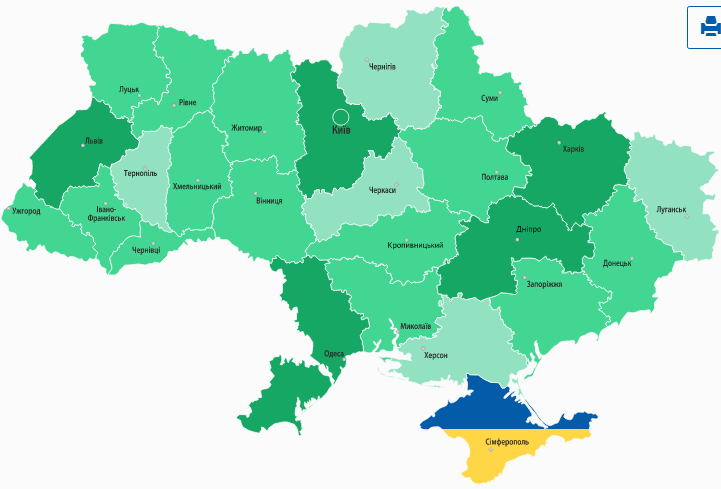 Чернігів
Луцьк
Суми
Рівне
Київ
Житомир
Львів
Харків
Тернопіль
Полтава
Хмельницький
Черкаси
Вінниця
Луганськ
Ужгород
Івано-
Франківськ
Дніпро
Чернівці
Кропивницький
Донецьк
Запоріжжя
Миколаїв
Одеса
Херсон
Сімферополь